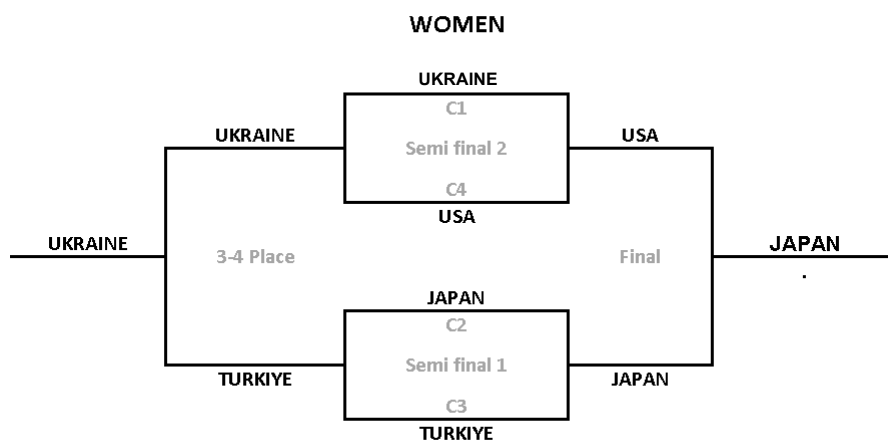 WOMEN
UKRAINE
C1
UKRAINE
Semi final 2
USA
C4
USA
UKRAINE
3-4 Place
Final
JAPAN
.
JAPAN
C2
TURKIYE
Semi final 1
JAPAN
C3
TURKIYE